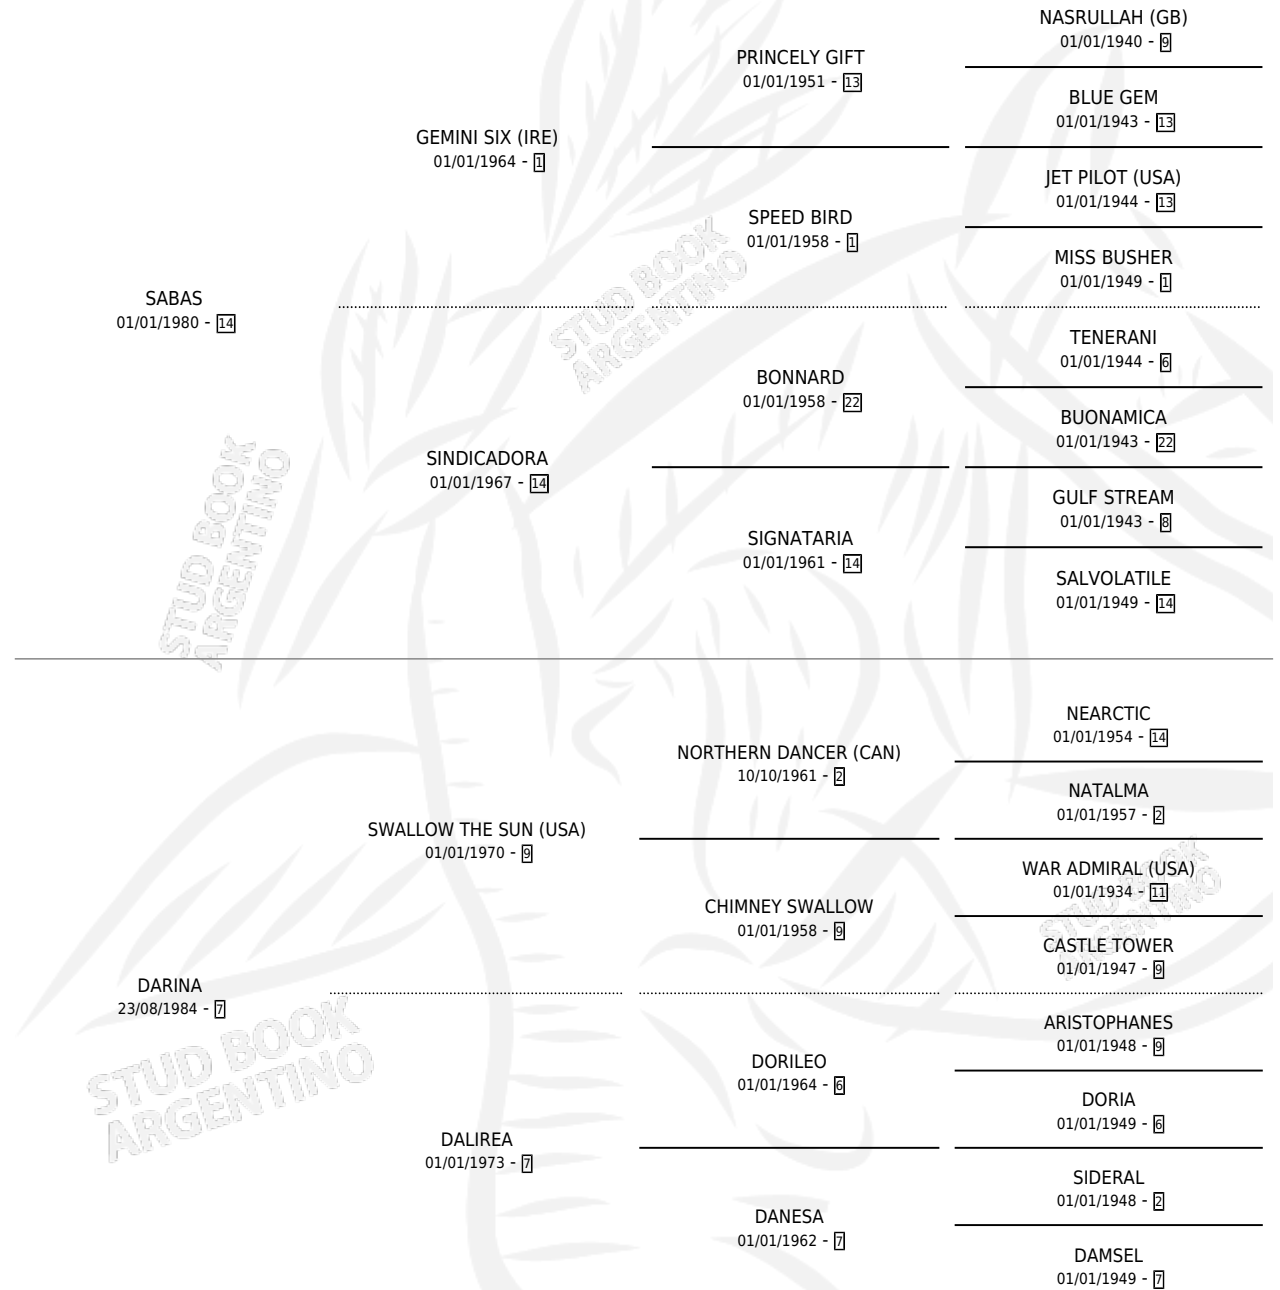 NASRULLAH (GB)
01/01/1940 - 9
PRINCELY GIFT
01/01/1951 - 13
BLUE GEM
01/01/1943 - 13
GEMINI SIX (IRE)
01/01/1964 - 1
JET PILOT (USA)
01/01/1944 - 13
SPEED BIRD
01/01/1958 - 1
MISS BUSHER
01/01/1949 - 1
SABAS
01/01/1980 - 14
STUD BOOK
ARGENTINO
TENERANI
01/01/1944 - 6
BONNARD
01/01/1958 - 22
BUONAMICA
01/01/1943 - 22
SINDICADORA
01/01/1967 - 14
GULF STREAM
01/01/1943 - 8
SIGNATARIA
01/01/1961 - 14
SALVOLATILE
01/01/1949 - 14
STUD BOOK
ARGENTINO
NEARCTIC
01/01/1954 - 14
NORTHERN DANCER (CAN)
10/10/1961 - 2
NATALMA
01/01/1957 - 2
SWALLOW THE SUN (USA)
01/01/1970 - 9
WAR ADMIRAL (USA)
01/01/1934 - 11
CHIMNEY SWALLOW
01/01/1958 - 9
STUD BOOK
ARGENTINO
CASTLE TOWER
01/01/1947 - 9
DARINA
23/08/1984 - 7
STUD BOOK
ARGENTINO
ARISTOPHANES
01/01/1948 - 9
DORILEO
01/01/1964 - 6
DORIA
01/01/1949 - 6
DALIREA
01/01/1973 - 7
SIDERAL
01/01/1948 - 2
DANESA
01/01/1962 - 7
DAMSEL
01/01/1949 - 7